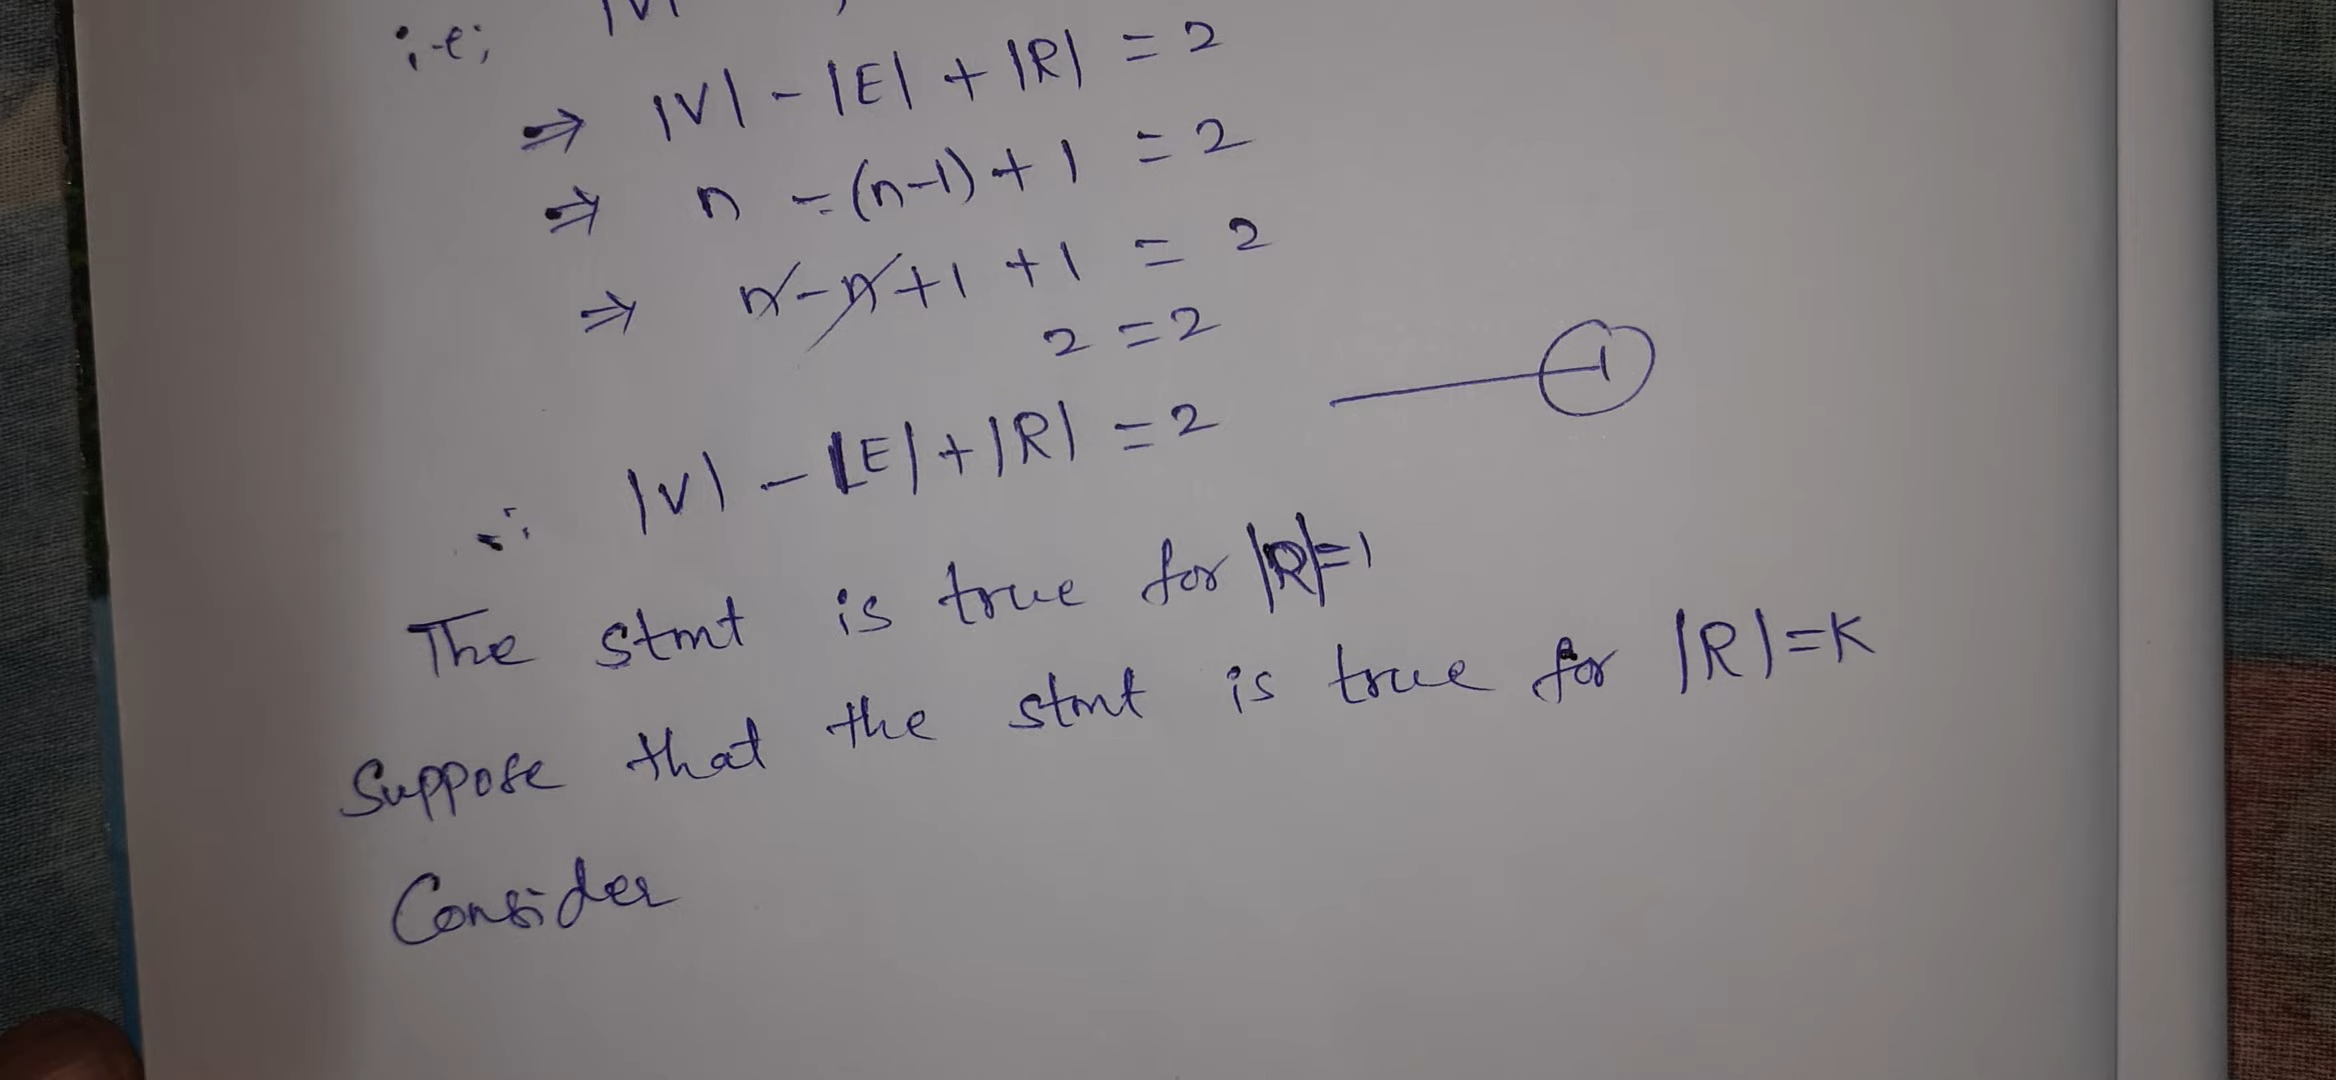 i.e; |V|
⇒ |V| - |E| + |R| = 2
⇒ n -(n-1) + 1 = 2
⇒ n - n + 1 + 1 = 2
2 = 2
∴ |V| - |E| + |R| = 2 ——— 1
The stmt is true for |R|=1
Suppose that the stmt is true for |R|=K
Consider